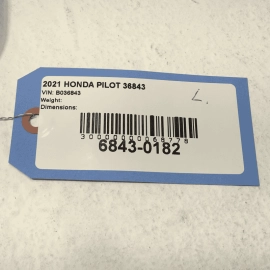 2021 HONDA PILOT 36843
VIN: B036843
Weight:
Dimensions:
L.
6843-0182